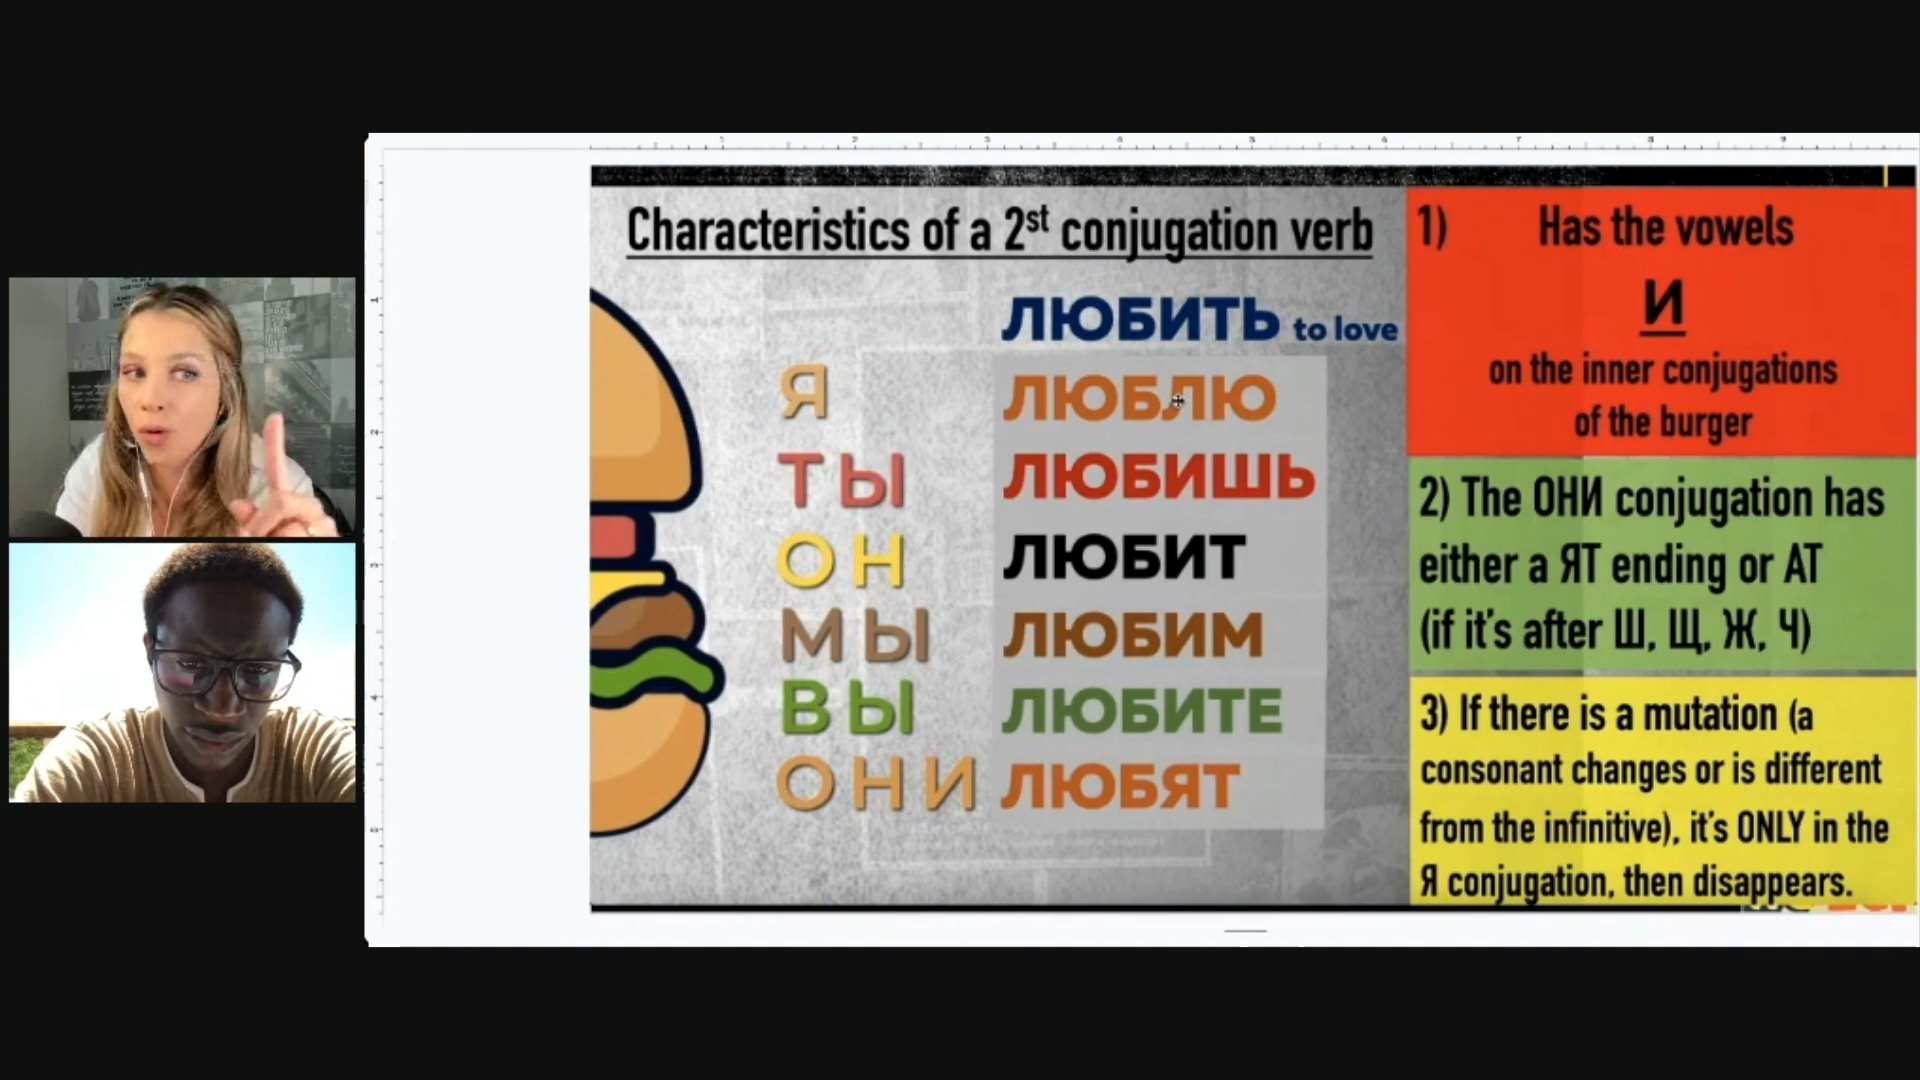 Characteristics of a 2st conjugation verb
ЛЮБИТЬ to love
Я ЛЮБЛЮ
ТЫ ЛЮБИШЬ
ОН ЛЮБИТ
МЫ ЛЮБИМ
ВЫ ЛЮБИТЕ
ОНИ ЛЮБЯТ
1) Has the vowels
И
on the inner conjugations
of the burger
2) The ОНИ conjugation has
either a ЯТ ending or АТ
(if it's after Ш, Щ, Ж, Ч)
3) If there is a mutation (a
consonant changes or is different
from the infinitive), it's ONLY in the
Я conjugation, then disappears.